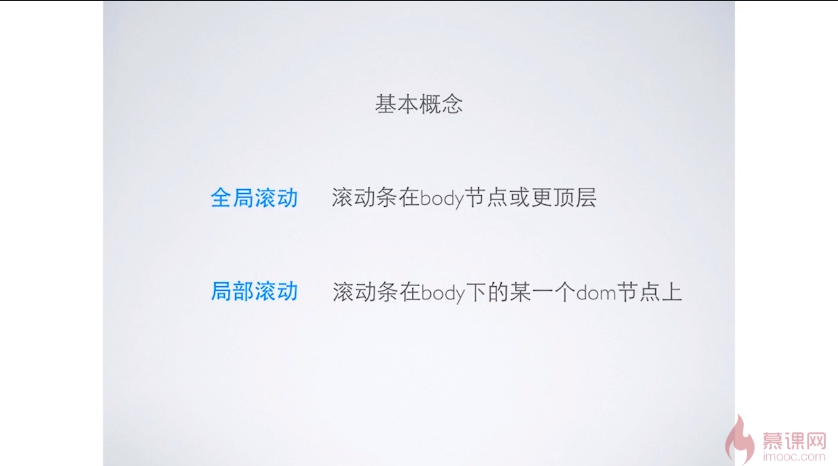 基本概念
全局滚动 滚动条在body节点或更顶层
局部滚动 滚动条在body下的某一个dom节点上
慕课网
imooc.com